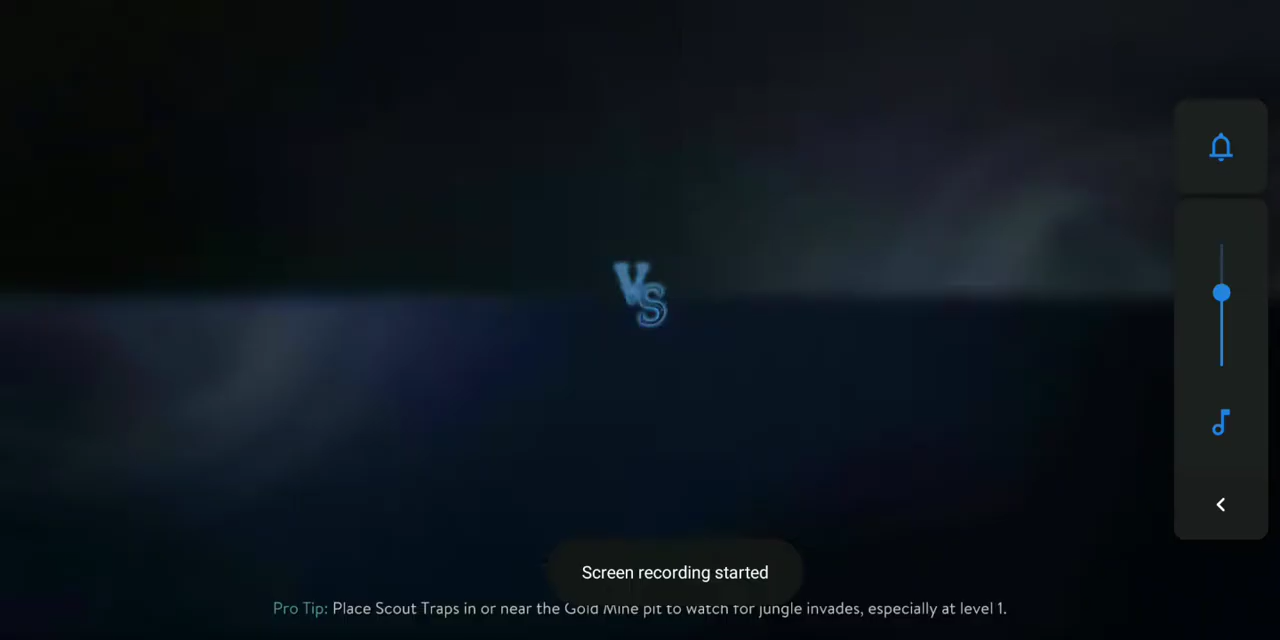 VS
Screen recording started
Pro Tip: Place Scout Traps in or near the Gold Mine pit to watch for jungle invades, especially at level 1.